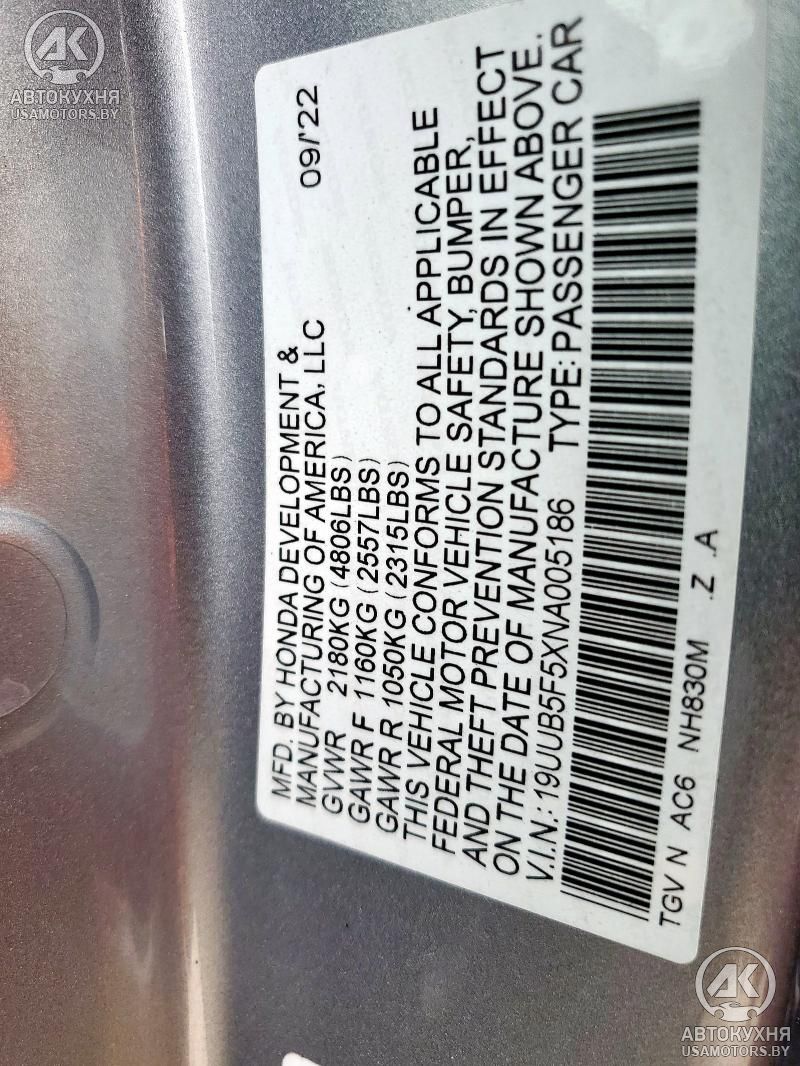 AK
АВТОКУХНЯ
USAMOTORS.BY
09/'22
MFD. BY HONDA DEVELOPMENT &
MANUFACTURING OF AMERICA, LLC
GVWR 2180KG (4806LBS)
GAWR F 1160KG (2557LBS)
GAWR R 1050KG (2315LBS)
THIS VEHICLE CONFORMS TO ALL APPLICABLE
FEDERAL MOTOR VEHICLE SAFETY, BUMPER,
AND THEFT PREVENTION STANDARDS IN EFFECT
ON THE DATE OF MANUFACTURE SHOWN ABOVE.
V.I.N.: 19UUB5F5XNA005186 TYPE: PASSENGER CAR
TGV N AC6 NH830M .Z .A
AK
АВТОКУХНЯ
USAMOTORS.BY